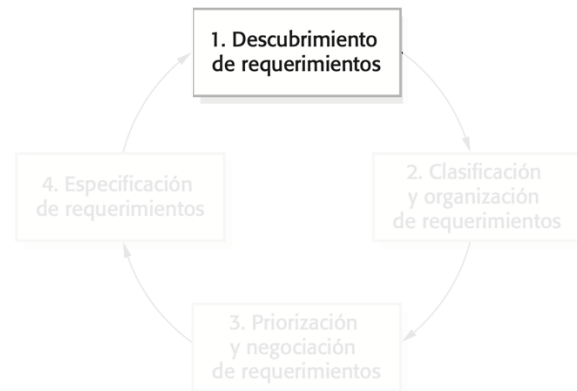 1. Descubrimiento
de requerimientos
2. Clasificación
y organización
de requerimientos
3. Priorización
y negociación
de requerimientos
4. Especificación
de requerimientos